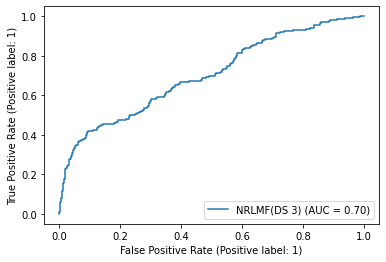 1.0
0.8
0.6
0.4
0.2
0.0
True Positive Rate (Positive label: 1)
NRLMF(DS 3) (AUC = 0.70)
0.0 0.2 0.4 0.6 0.8 1.0
False Positive Rate (Positive label: 1)